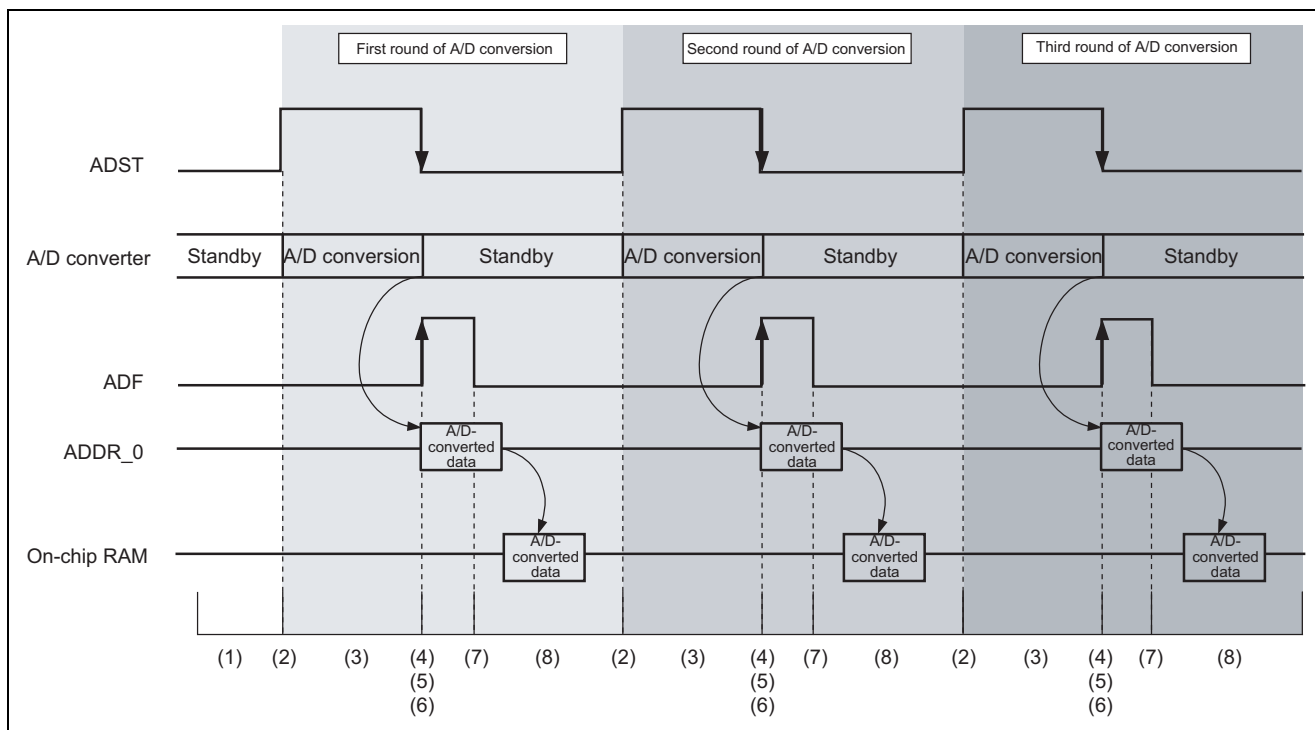 First round of A/D conversion
Second round of A/D conversion
Third round of A/D conversion
ADST
A/D converter
Standby
A/D conversion
Standby
A/D conversion
Standby
A/D conversion
Standby
ADF
ADDR_0
A/D-
converted
data
A/D-
converted
data
A/D-
converted
data
On-chip RAM
A/D-
converted
data
A/D-
converted
data
A/D-
converted
data
(1) (2) (3) (4) (7) (8) (2) (3) (4) (7) (8) (2) (3) (4) (7) (8)
(5) (5) (5)
(6) (6) (6)